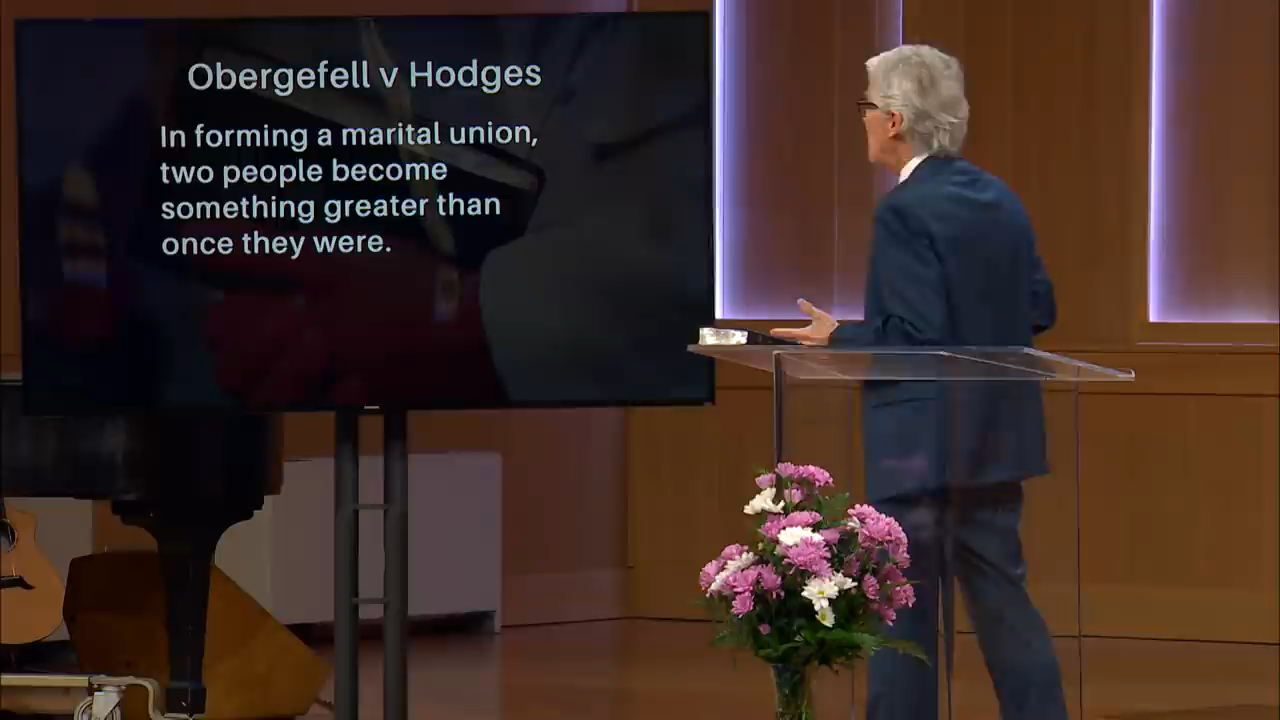 Obergefell v Hodges
In forming a marital union,
two people become
something greater than
once they were.